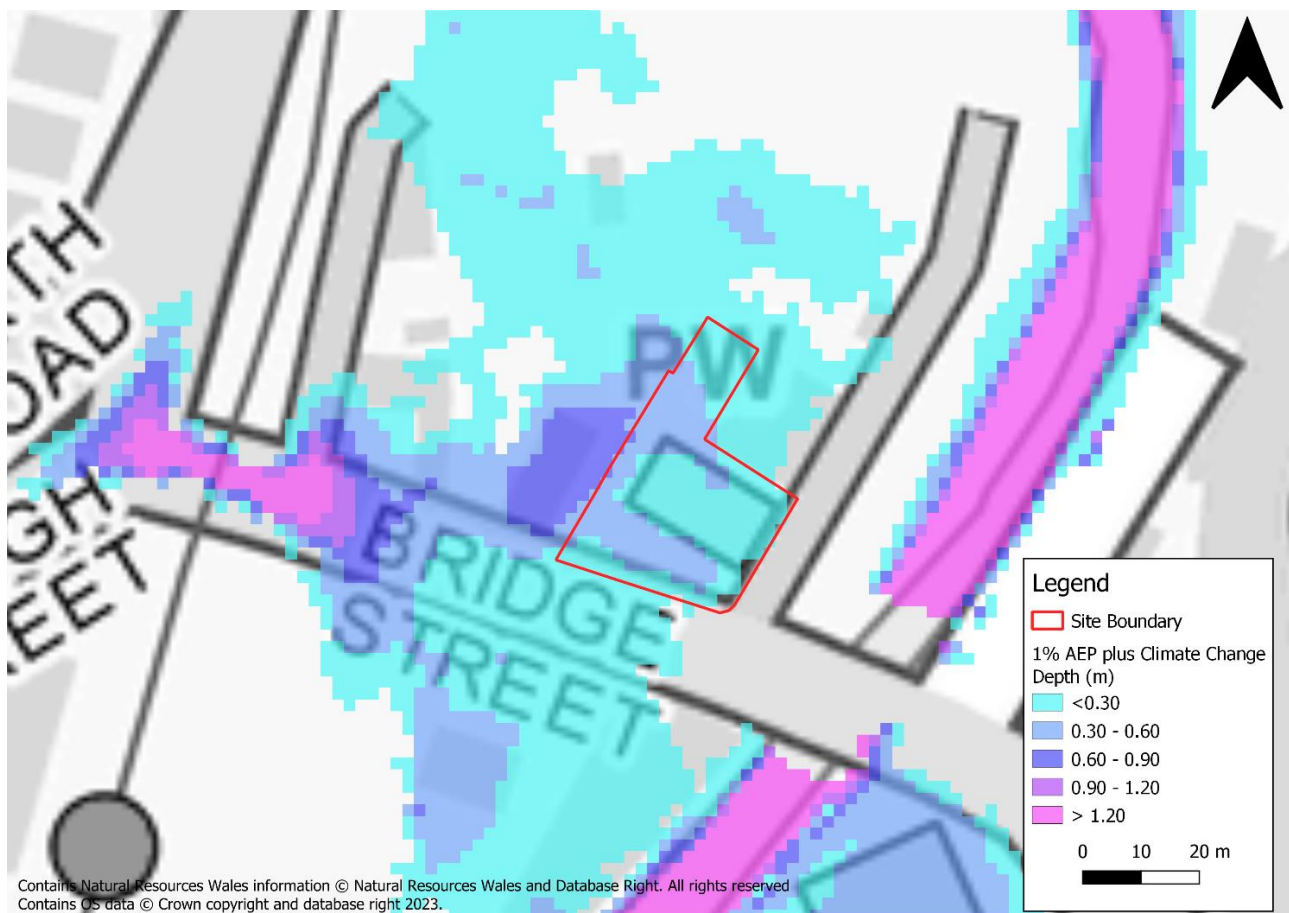 TH
OAD
GH
EET
PW
BRIDGE
STREET
Legend
Site Boundary
1% AEP plus Climate Change
Depth (m)
<0.30
0.30 - 0.60
0.60 - 0.90
0.90 - 1.20
> 1.20
0 10 20 m
Contains Natural Resources Wales information © Natural Resources Wales and Database Right. All rights reserved
Contains OS data © Crown copyright and database right 2023.